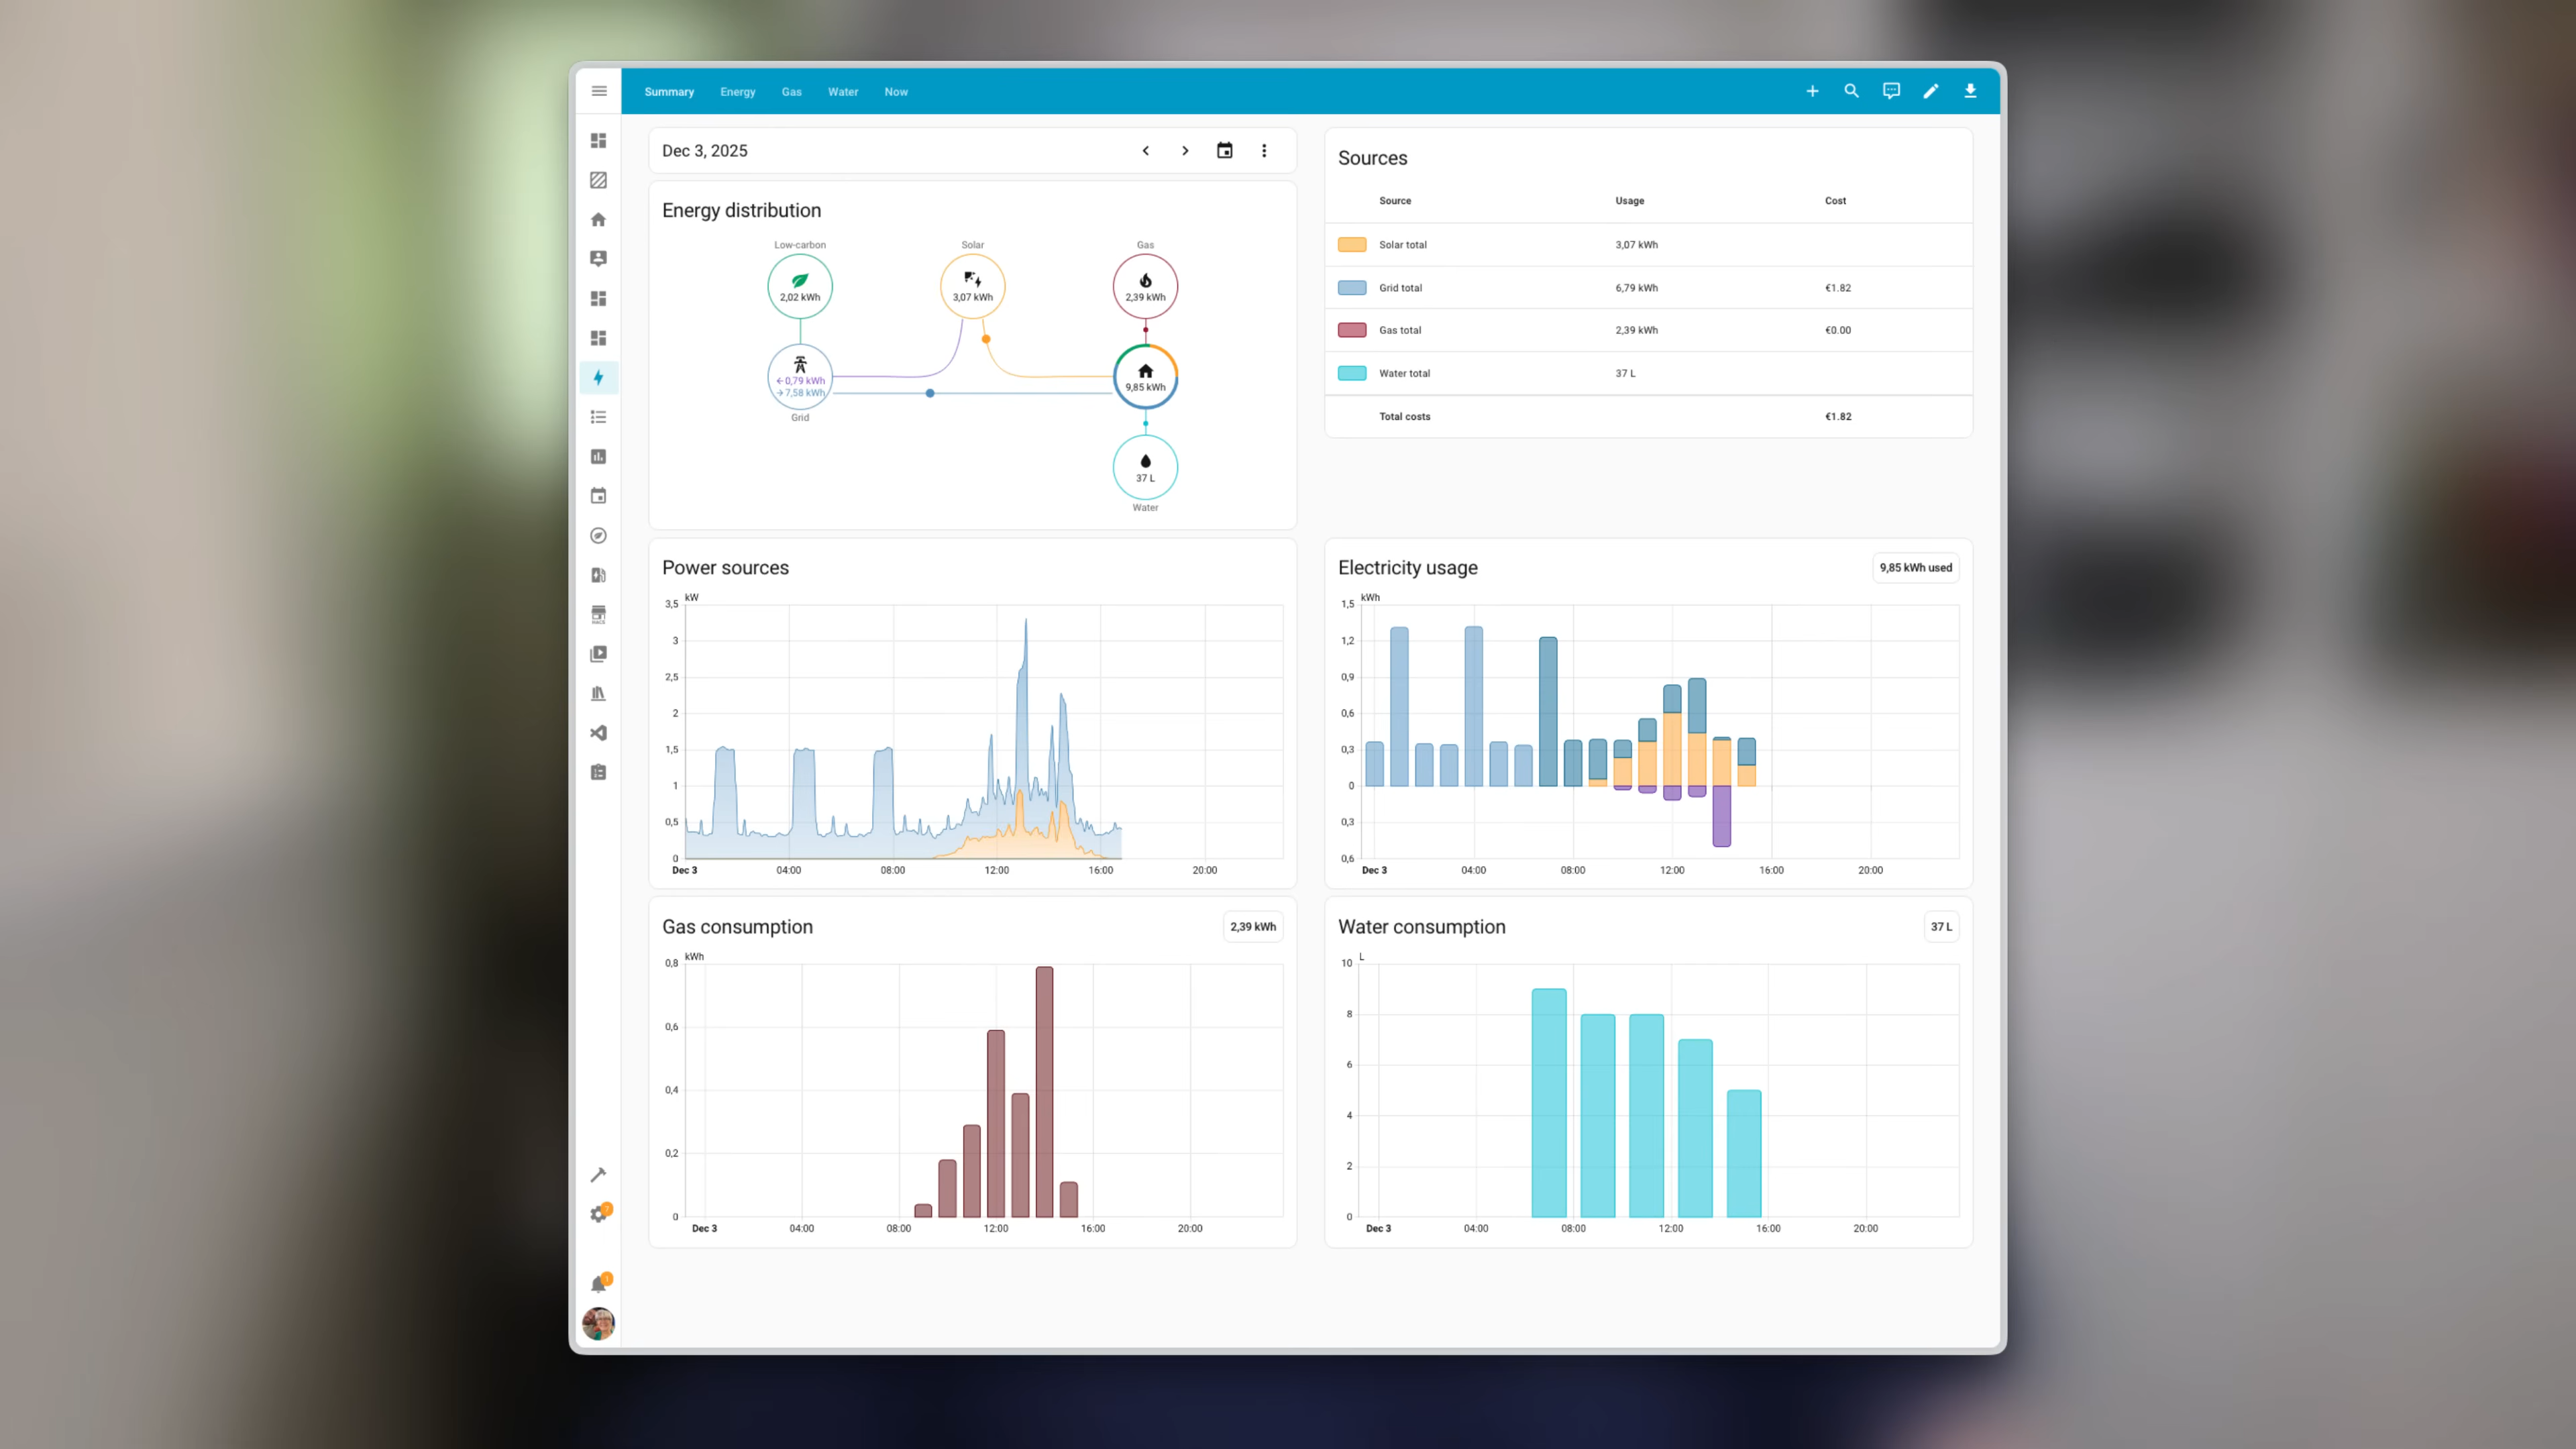 Summary Energy Gas Water Now
Dec 3, 2025
Energy distribution
Low-carbon Solar Gas
2,02 kWh 3,07 kWh 2,39 kWh
←0,79 kWh
→7,58 kWh
9,85 kWh
Grid
37 L
Water
Sources
Source Usage Cost
Solar total 3,07 kWh
Grid total 6,79 kWh €1.82
Gas total 2,39 kWh €0.00
Water total 37 L
Total costs €1.82
Power sources
kW
3,5
3
2,5
2
1,5
1
0,5
0
Dec 3 04:00 08:00 12:00 16:00 20:00
Electricity usage
9,85 kWh used
kWh
1,5
1,2
0,9
0,6
0,3
0
0,3
0,6
Dec 3 04:00 08:00 12:00 16:00 20:00
Gas consumption
2,39 kWh
kWh
0,8
0,6
0,4
0,2
0
Dec 3 04:00 08:00 12:00 16:00 20:00
Water consumption
37 L
L
10
8
6
4
2
0
Dec 3 04:00 08:00 12:00 16:00 20:00